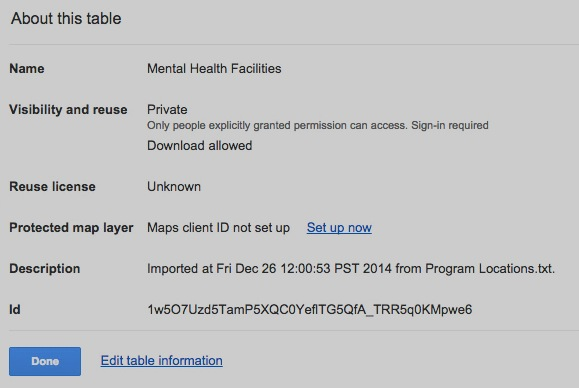 About this table
Name Mental Health Facilities
Visibility and reuse Private
Only people explicitly granted permission can access. Sign-in required
Download allowed
Reuse license Unknown
Protected map layer Maps client ID not set up Set up now
Description Imported at Fri Dec 26 12:00:53 PST 2014 from Program Locations.txt.
Id 1w5O7Uzd5TamP5XQC0YeflTG5QfA_TRR5q0KMpwe6
Done Edit table information